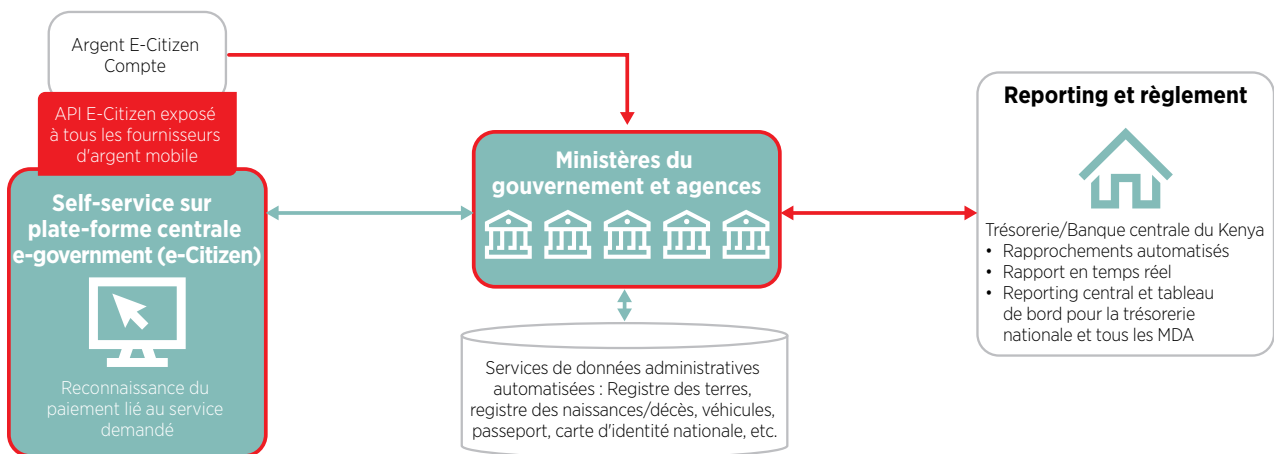 Argent E-Citizen
Compte
API E-Citizen exposé
à tous les fournisseurs
d'argent mobile
Self-service sur
plate-forme centrale
e-government (e-Citizen)
Reconnaissance du
paiement lié au service
demandé
Ministères du
gouvernement et agences
Services de données administratives
automatisées : Registre des terres,
registre des naissances/décès, véhicules,
passeport, carte d'identité nationale, etc.
Reporting et règlement
Trésorerie/Banque centrale du Kenya
• Rapprochements automatisés
• Rapport en temps réel
• Reporting central et tableau
de bord pour la trésorerie
nationale et tous les MDA